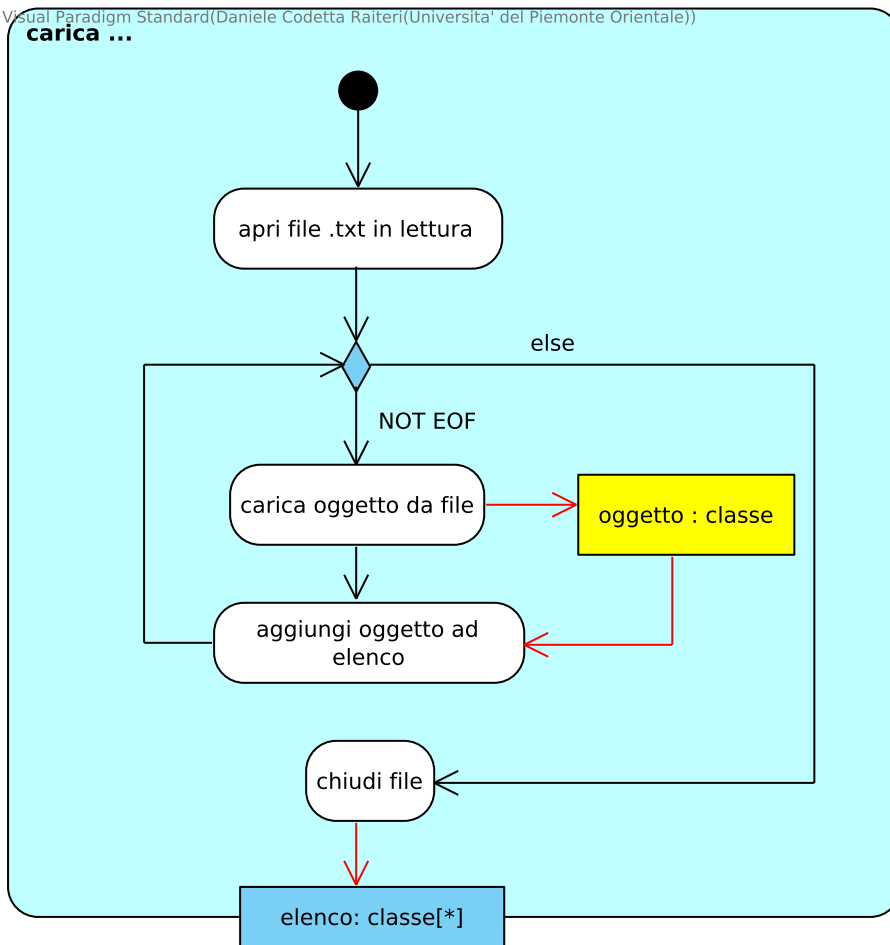 Visual Paradigm Standard(Daniele Codetta Raiteri(Universita' del Piemonte Orientale))
carica ...
apri file .txt in lettura
else
NOT EOF
carica oggetto da file
oggetto : classe
aggiungi oggetto ad
elenco
chiudi file
elenco: classe[*]